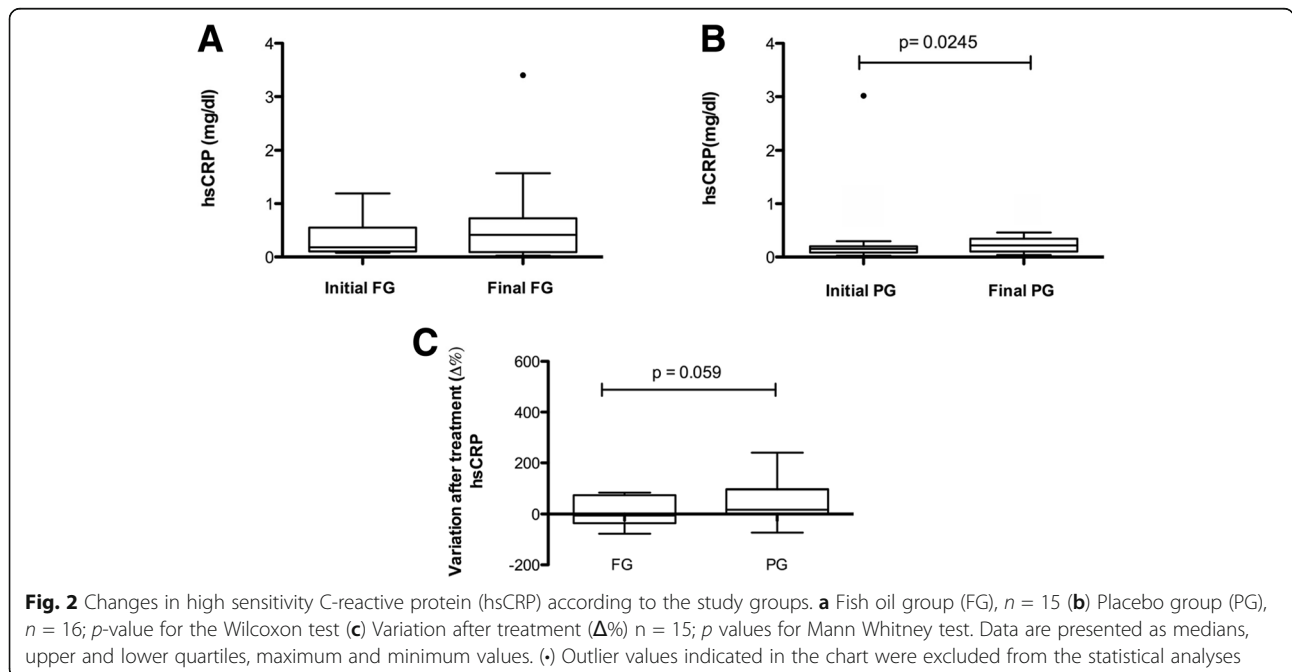 A
4
3
2
1
0
hsCRP (mg/dl)
Initial FG
Final FG
B
p= 0.0245
4
3
2
1
0
hsCRP(mg/dl)
Initial PG
Final PG
C
p = 0.059
600
400
200
0
-200
Variation after treatment (Δ%)
hsCRP
FG
PG
Fig. 2 Changes in high sensitivity C-reactive protein (hsCRP) according to the study groups. a Fish oil group (FG), n = 15 (b) Placebo group (PG),
n = 16; p-value for the Wilcoxon test (c) Variation after treatment (Δ%) n = 15; p values for Mann Whitney test. Data are presented as medians,
upper and lower quartiles, maximum and minimum values. (•) Outlier values indicated in the chart were excluded from the statistical analyses